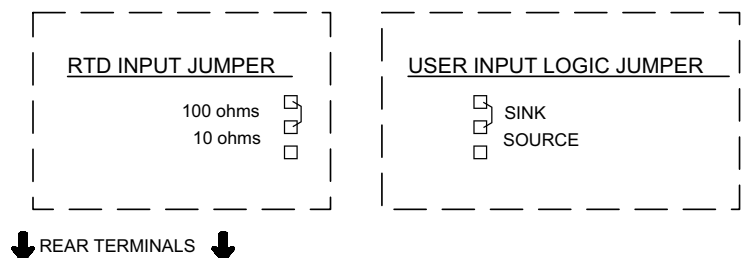 RTD INPUT JUMPER
100 ohms
10 ohms
USER INPUT LOGIC JUMPER
SINK
SOURCE
REAR TERMINALS